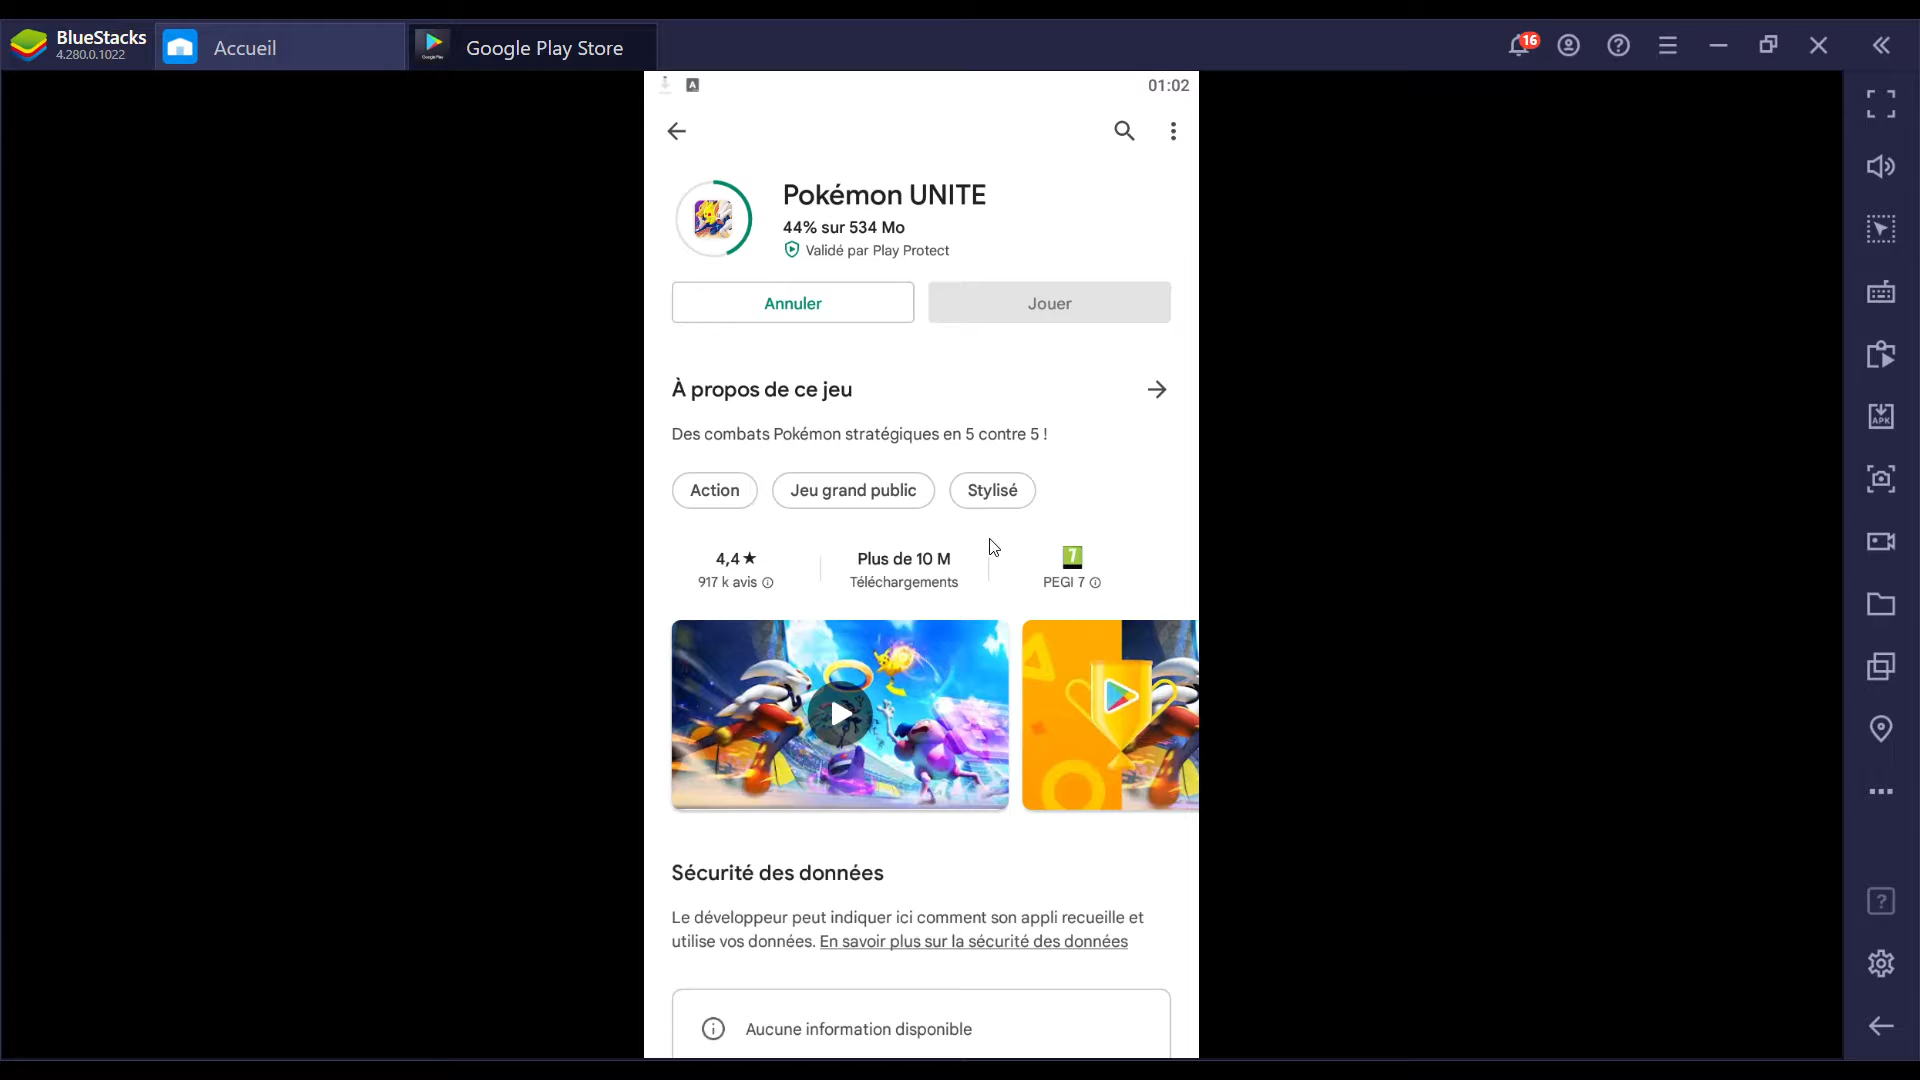 BlueStacks
4.280.0.1022
Accueil
Google Play Store
16
01:02
Pokémon UNITE
44% sur 534 Mo
Validé par Play Protect
Annuler
Jouer
À propos de ce jeu
Des combats Pokémon stratégiques en 5 contre 5 !
Action
Jeu grand public
Stylisé
4,4★
917 k avis
Plus de 10 M
Téléchargements
7
PEGI 7
Sécurité des données
Le développeur peut indiquer ici comment son appli recueille et
utilise vos données. En savoir plus sur la sécurité des données
Aucune information disponible
A
APK